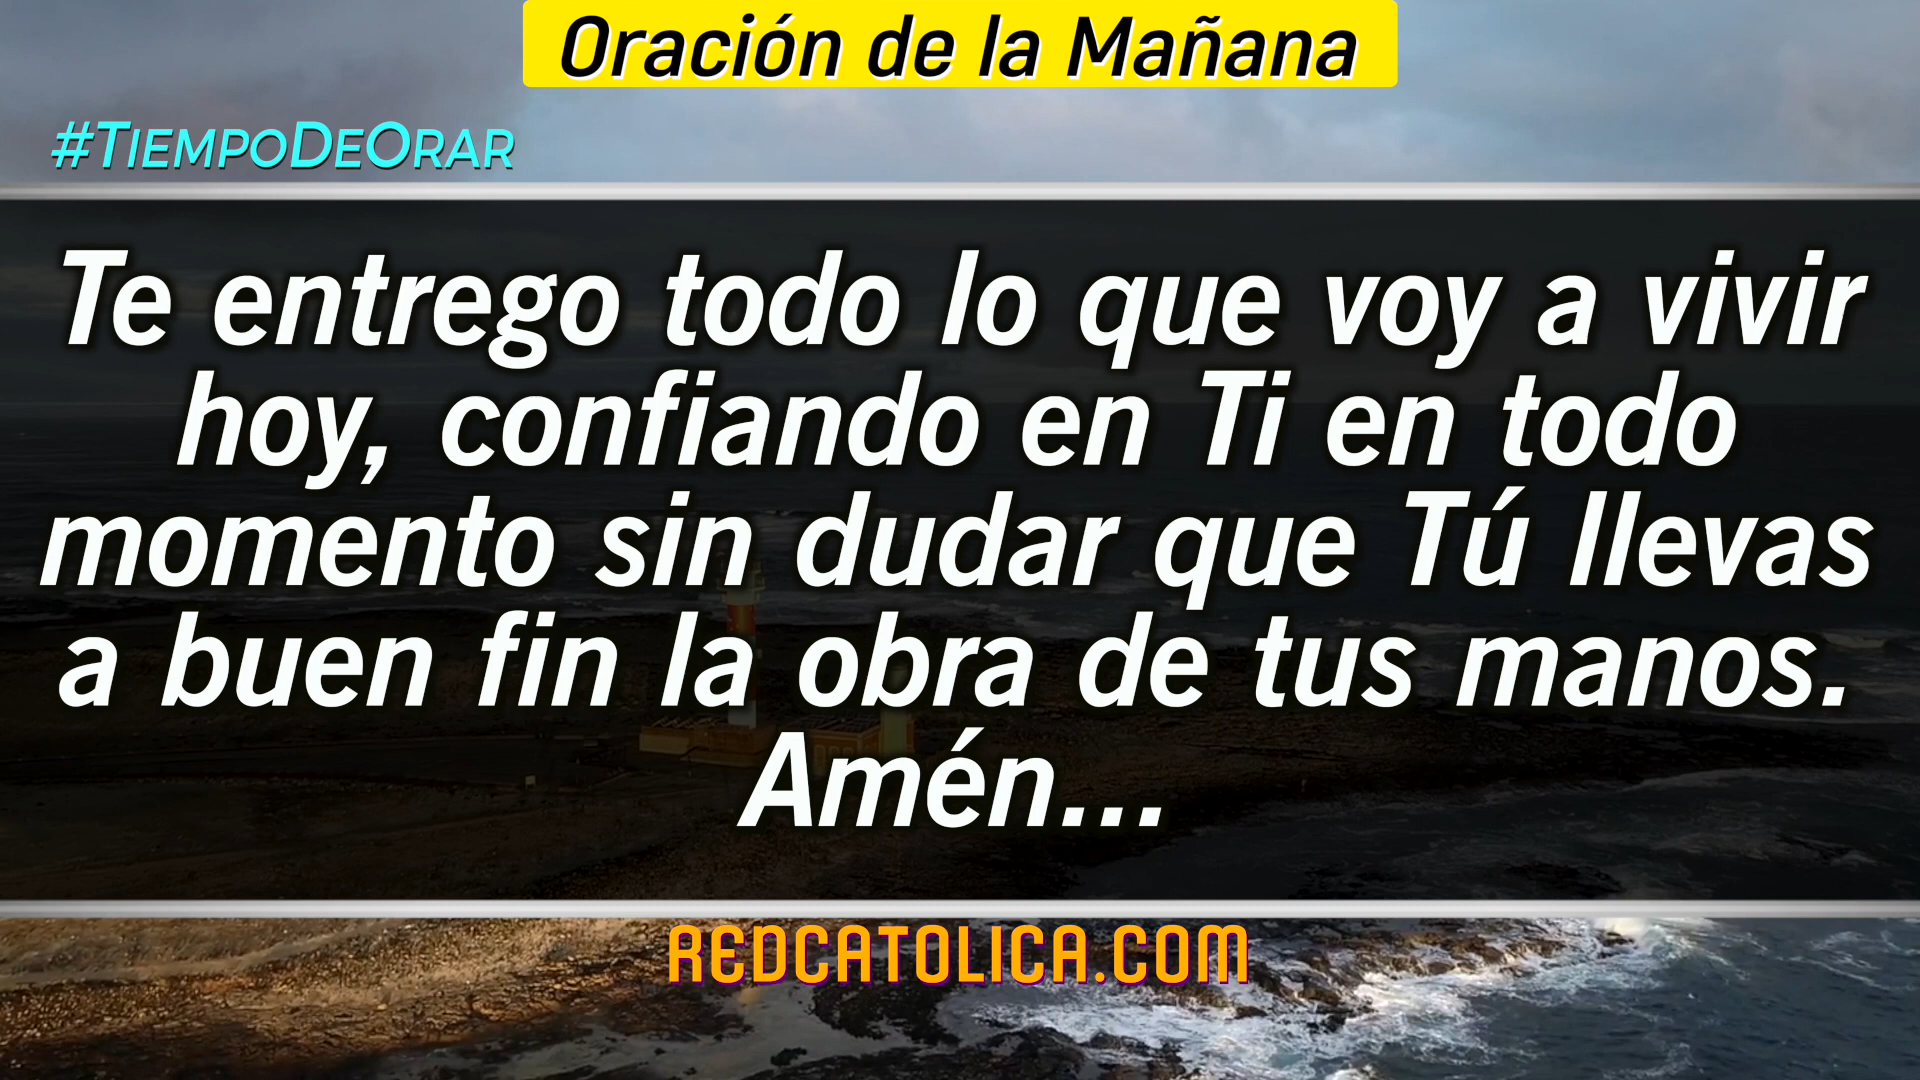 Oración de la Mañana
#TiempoDeOrar
Te entrego todo lo que voy a vivir
hoy, confiando en Ti en todo
momento sin dudar que Tú llevas
a buen fin la obra de tus manos.
Amén...
REDCATOLICA.COM